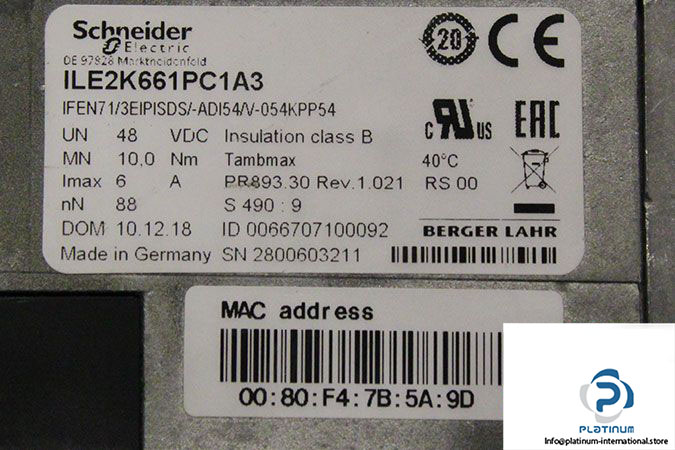 Schneider
Electric
DE 97828 Marktheidenfeld
ILE2K661PC1A3
IFEN71/3EIPISDS/-ADI54/V-054KPP54
UN 48 VDC Insulation class B
MN 10,0 Nm Tambmax 40°C
Imax 6 A PR893.30 Rev.1.021 RS 00
nN 88 S 490 : 9
DOM 10.12.18 ID 0066707100092
Made in Germany SN 2800603211
20
CE
c RU US
EAC
BERGER LAHR
MAC address
00:80:F4:7B:5A:9D
PLATINUM
Info@platinum-international.store